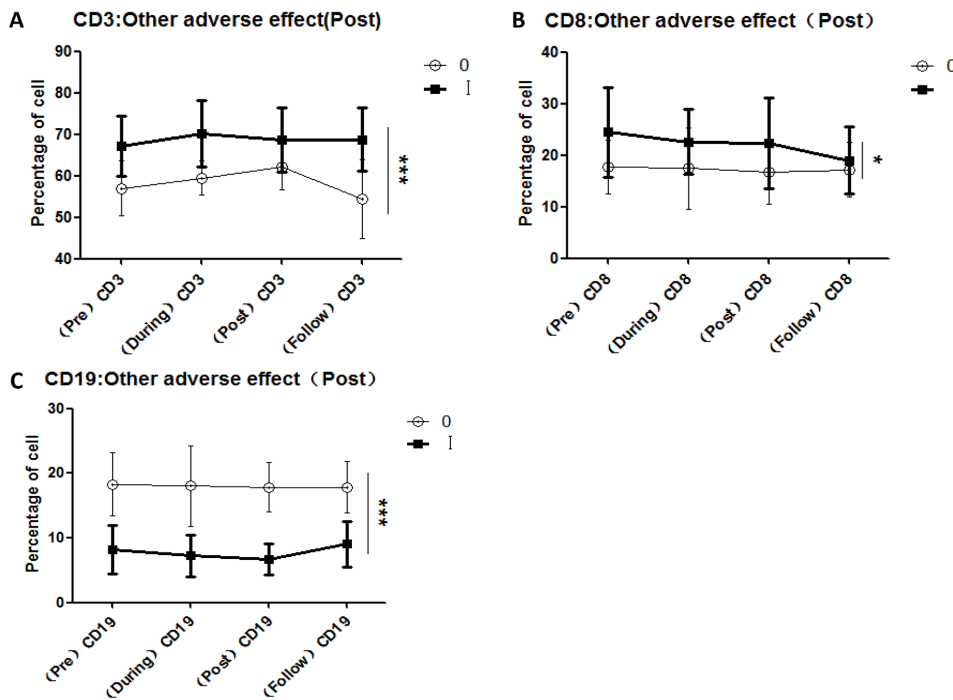 A
CD3:Other adverse effect(Post)
Percentage of cell
90
80
70
60
50
40
0
I
***
(Pre) CD3
(During) CD3
(Post) CD3
(Follow) CD3
B
CD8:Other adverse effect（Post）
Percentage of cell
40
30
20
10
0
0
*
(Pre) CD8
(During) CD8
(Post) CD8
(Follow) CD8
C
CD19:Other adverse effect（Post）
Percentage of cell
30
20
10
0
0
I
***
(Pre) CD19
(During) CD19
(Post) CD19
(Follow) CD19